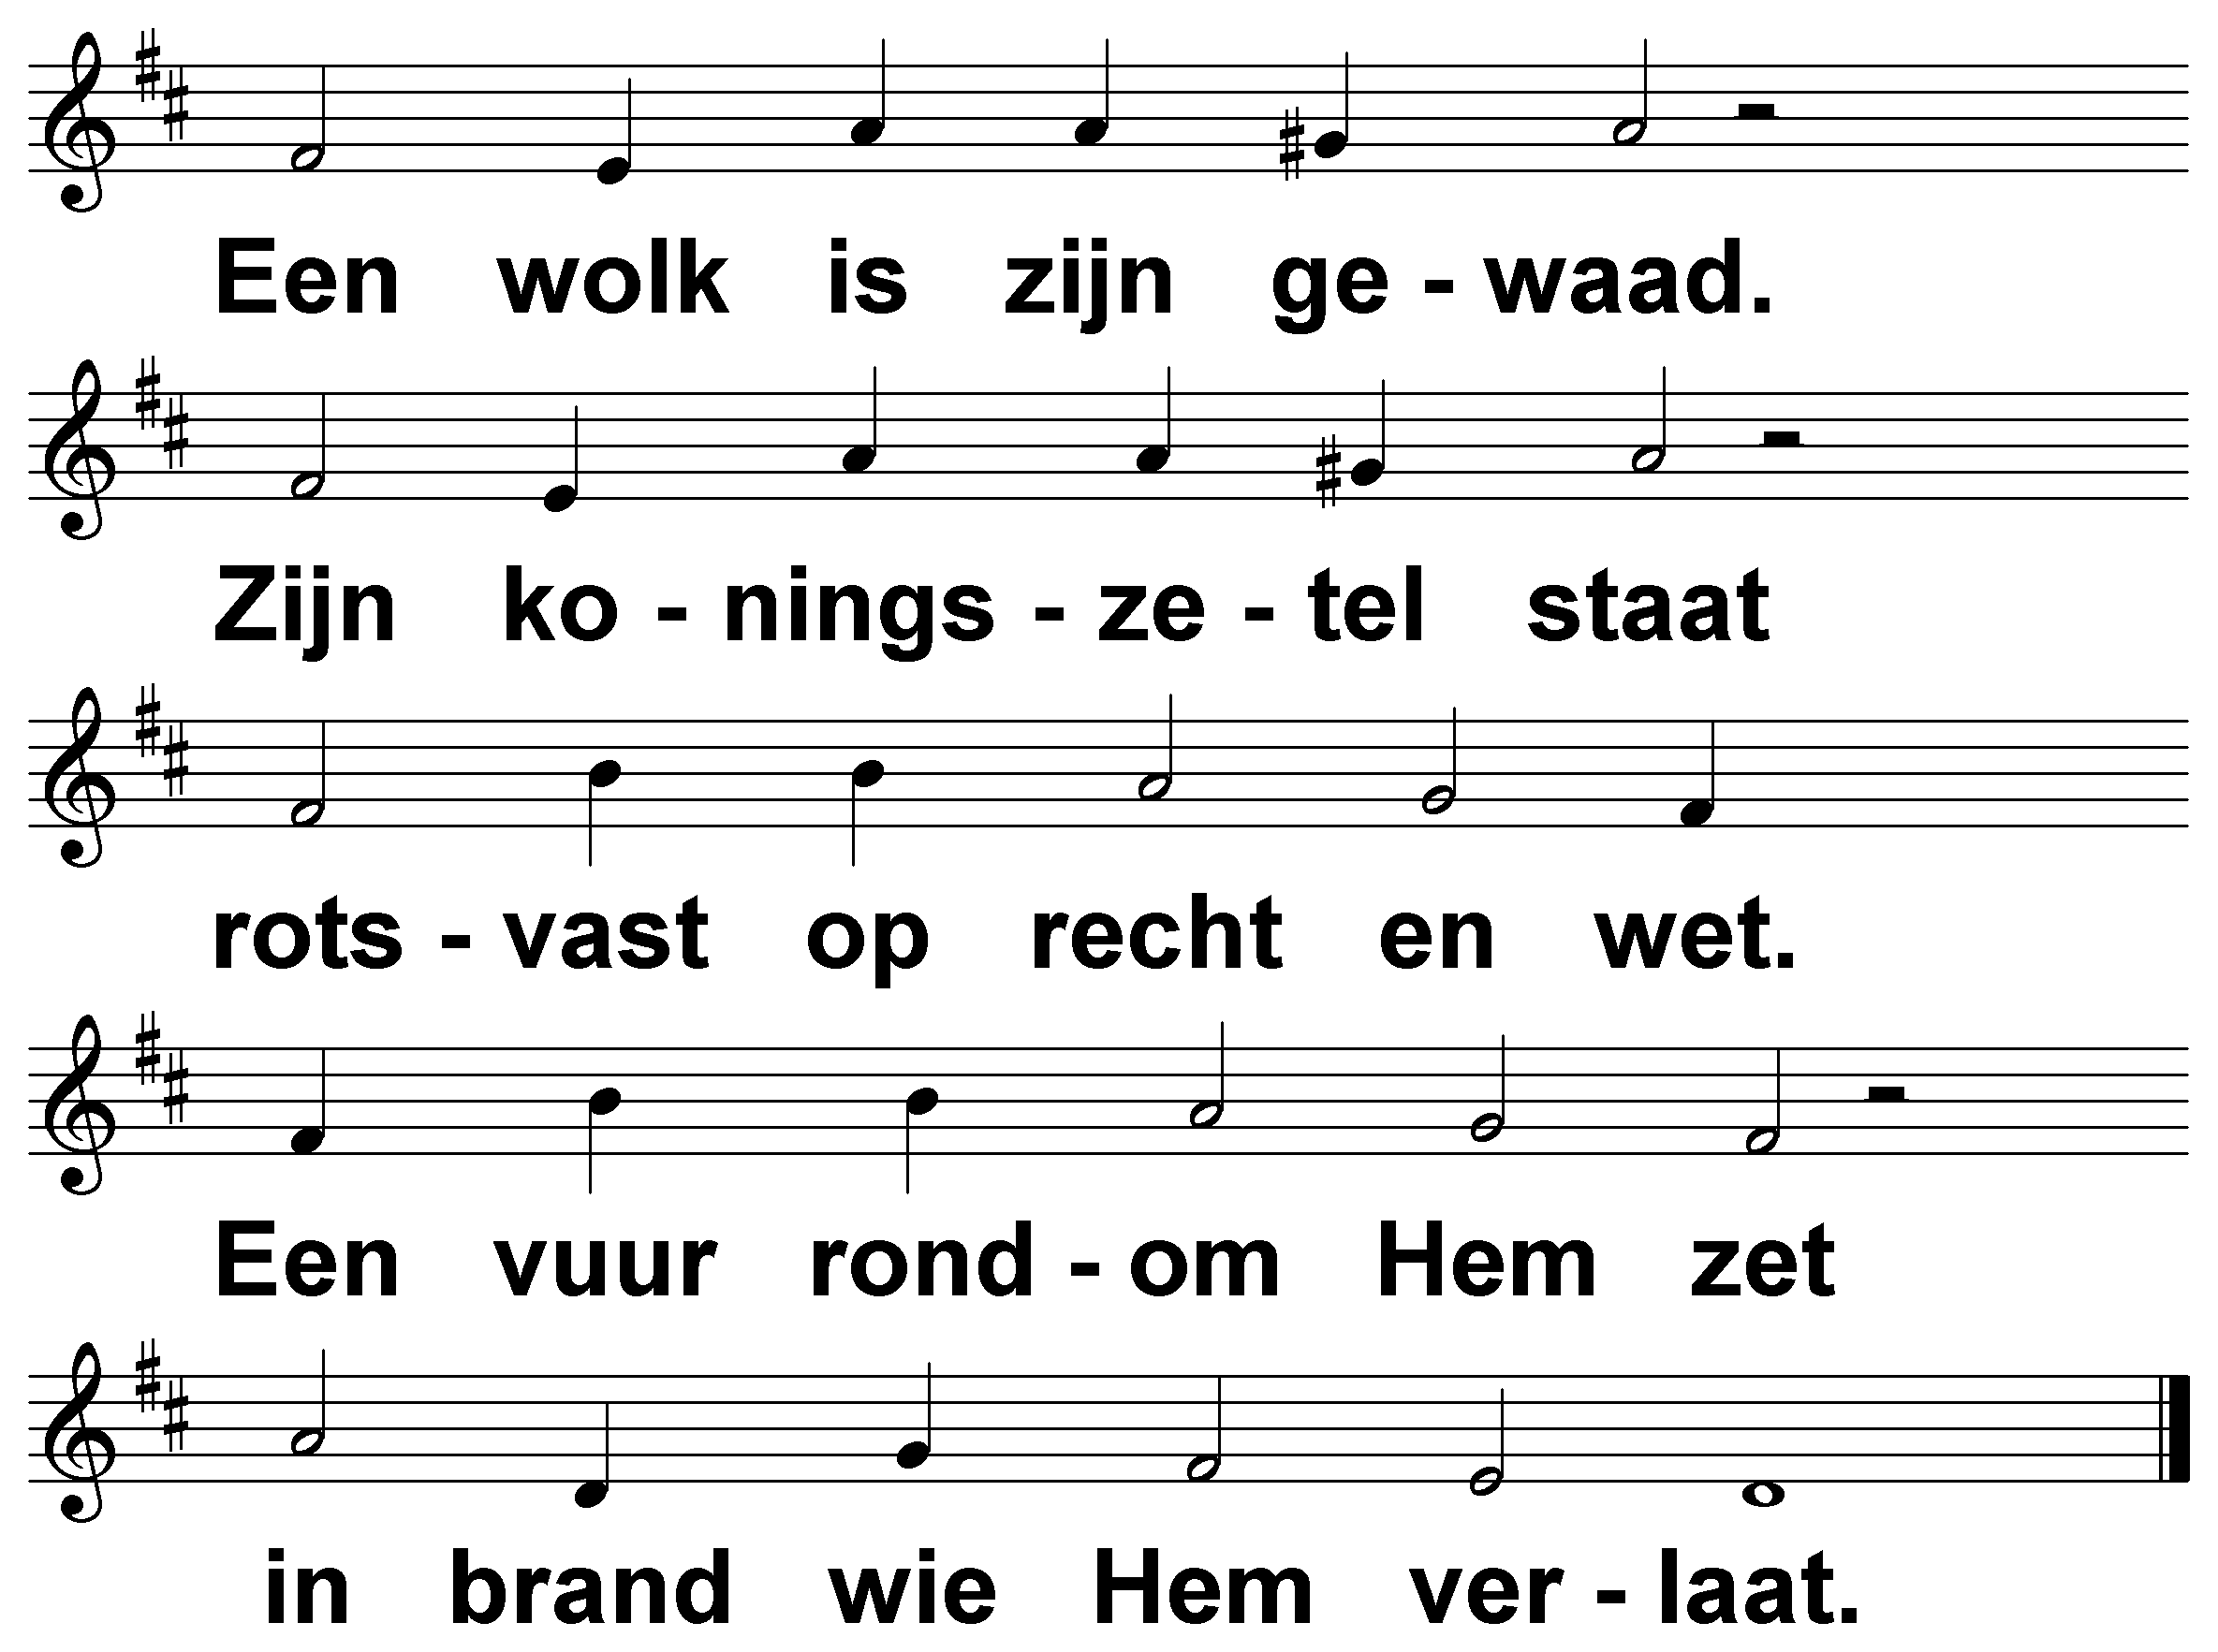 Een wolk is zijn ge - waad.
Zijn ko - nings - ze - tel staat
rots - vast op recht en wet.
Een vuur rond - om Hem zet
in brand wie Hem ver - laat.